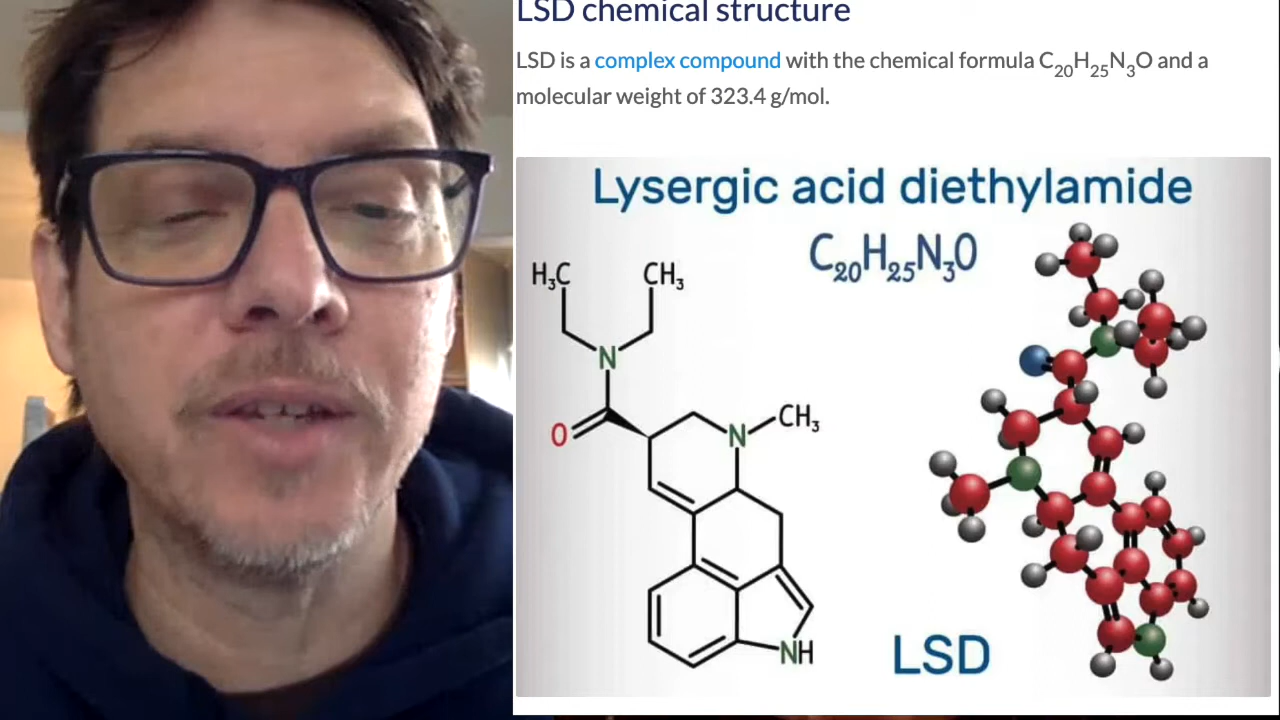 LSD chemical structure
LSD is a complex compound with the chemical formula C₂₀H₂₅N₃O and a
molecular weight of 323.4 g/mol.
Lysergic acid diethylamide
C₂₀H₂₅N₃O
H₃C CH₃
N
O
N CH₃
NH
LSD